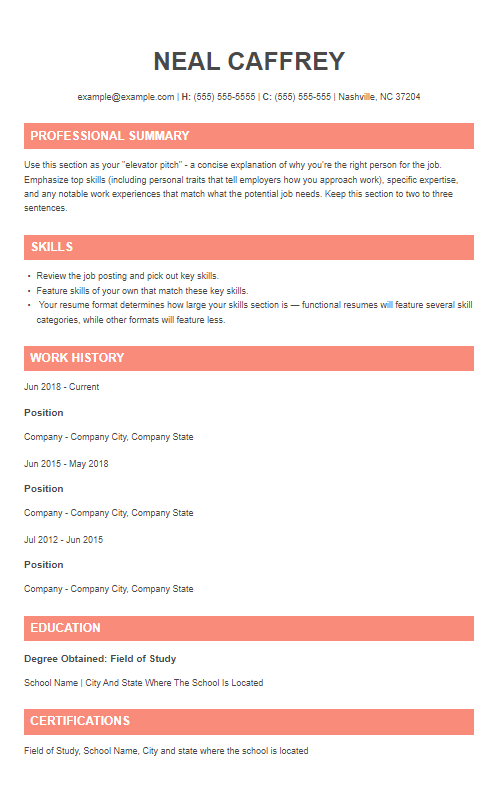 NEAL CAFFREY
example@example.com | H: (555) 555-5555 | C: (555) 555-555 | Nashville, NC 37204
PROFESSIONAL SUMMARY
Use this section as your "elevator pitch" - a concise explanation of why you're the right person for the job.
Emphasize top skills (including personal traits that tell employers how you approach work), specific expertise,
and any notable work experiences that match what the potential job needs. Keep this section to two to three
sentences.
SKILLS
• Review the job posting and pick out key skills.
• Feature skills of your own that match these key skills.
• Your resume format determines how large your skills section is — functional resumes will feature several skill
categories, while other formats will feature less.
WORK HISTORY
Jun 2018 - Current
Position
Company - Company City, Company State
Jun 2015 - May 2018
Position
Company - Company City, Company State
Jul 2012 - Jun 2015
Position
Company - Company City, Company State
EDUCATION
Degree Obtained: Field of Study
School Name | City And State Where The School Is Located
CERTIFICATIONS
Field of Study, School Name, City and state where the school is located